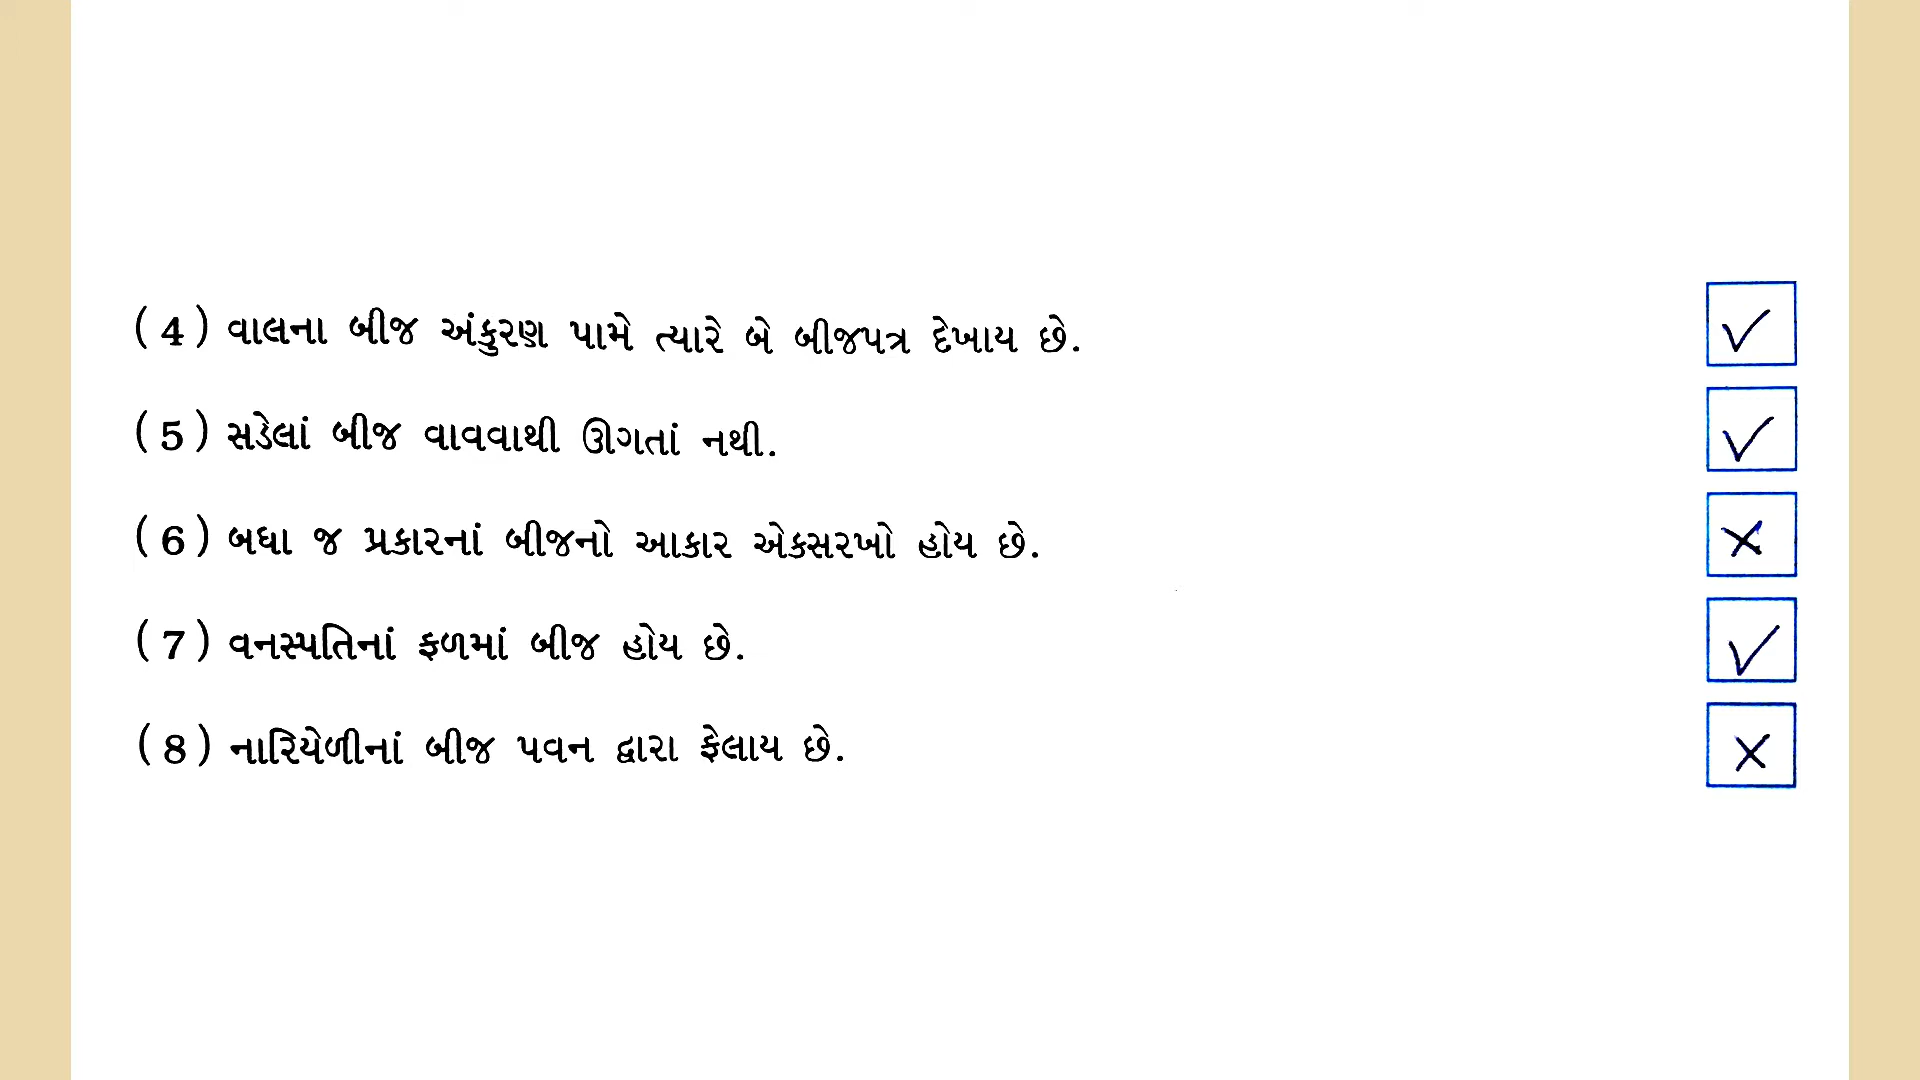 (4) વાલના બીજ અંકુરણ પામે ત્યારે બે બીજપત્ર દેખાય છે. ✓
(5) સડેલાં બીજ વાવવાથી ઊગતાં નથી. ✓
(6) બધા જ પ્રકારનાં બીજનો આકાર એકસરખો હોય છે. ✗
(7) વનસ્પતિનાં ફળમાં બીજ હોય છે. ✓
(8) નારિયેળીનાં બીજ પવન દ્વારા ફેલાય છે. ✗